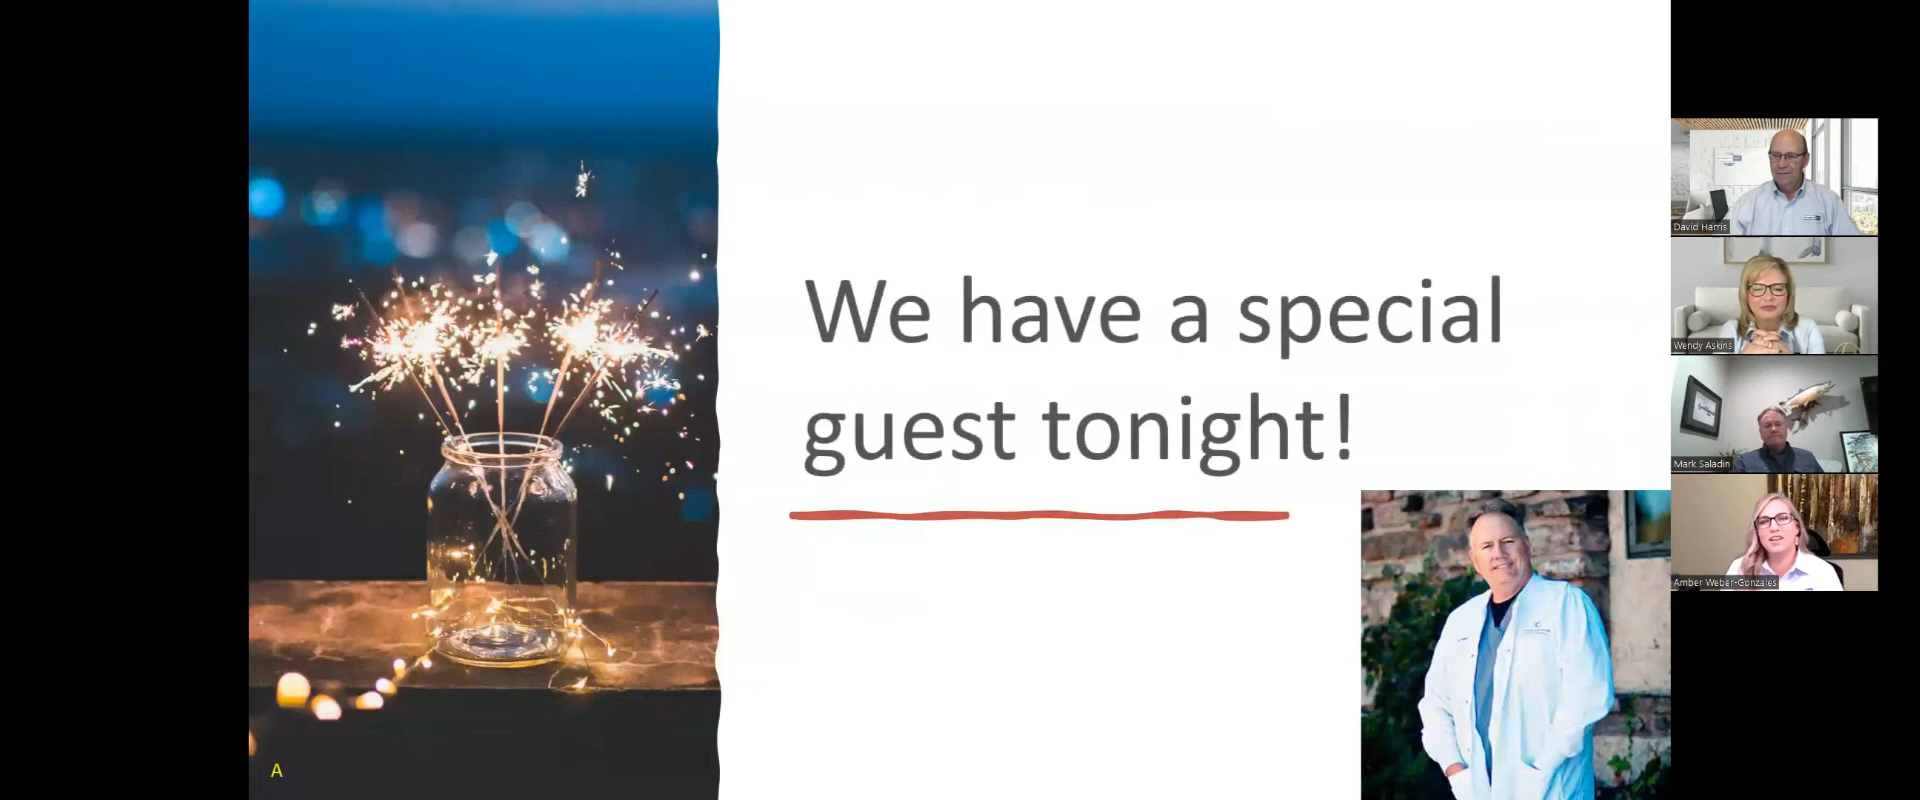 We have a special
guest tonight!
A
David Harris
Wendy Askins
Mark Saladin
Amber Weber-Gonzales